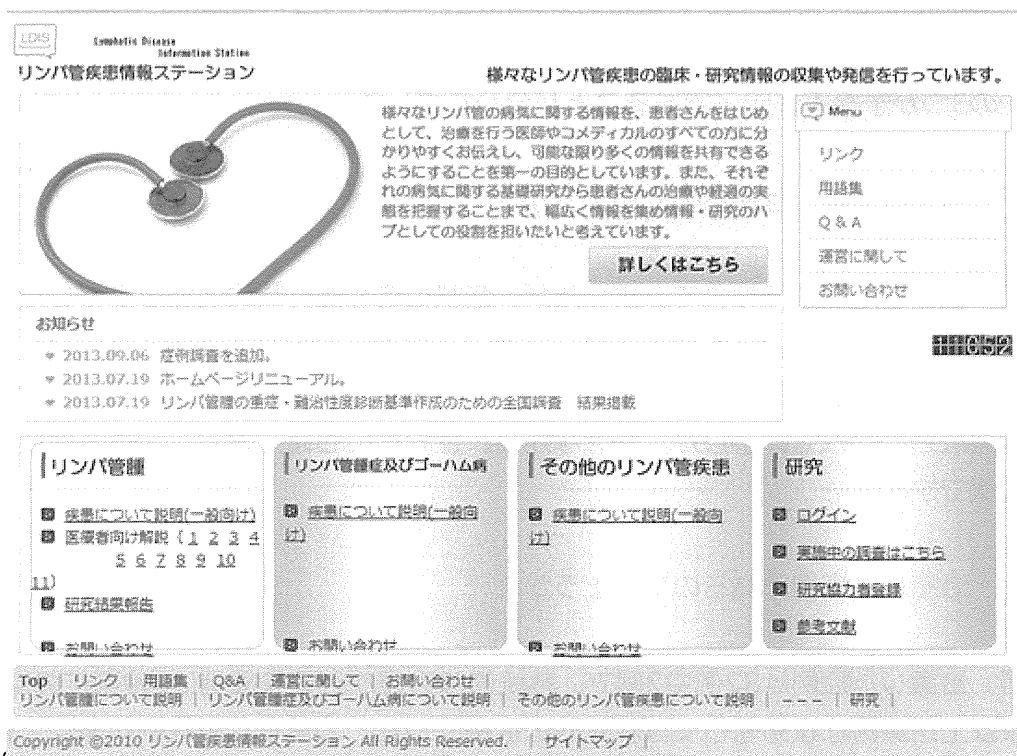 LDIS
Lymphatic Disease
Information Station
リンパ管疾患情報ステーション
様々なリンパ管疾患の臨床・研究情報の収集や発信を行っています。
様々なリンパ管の病気に関する情報を、患者さんをはじめ
として、治療を行う医師やコメディカルのすべての方に分
かりやすくお伝えし、可能な限り多くの情報を共有できる
ようにすることを第一の目的としています。また、それぞ
れの病気に関する基礎研究から患者さんの治療や経過の実
態を把握することまで、幅広く情報を集め情報・研究のハ
ブとしての役割を担いたいと考えています。
詳しくはこちら
Menu
リンク
用語集
Q & A
運営に関して
お問い合わせ
お知らせ
2013.09.06 症例調査を追加。
2013.07.19 ホームページリニューアル。
2013.07.19 リンパ管腫の重症・難治性度診断基準作成のための全国調査 結果掲載
11052
リンパ管腫
疾患について説明(一般向け)
医療者向け解説 ( 1 2 3 4
5 6 7 8 9 10
11)
研究結果報告
お問い合わせ
リンパ管腫症及びゴーハム病
疾患について説明(一般向
け)
お問い合わせ
その他のリンパ管疾患
疾患について説明(一般向
け)
お問い合わせ
研究
ログイン
実施中の調査はこちら
研究協力者登録
参考文献
Top | リンク | 用語集 | Q&A | 運営に関して | お問い合わせ |
リンパ管腫について説明 | リンパ管腫症及びゴーハム病について説明 | その他のリンパ管疾患について説明 | - - - | 研究 |
Copyright @2010 リンパ管疾患情報ステーション All Rights Reserved. | サイトマップ |